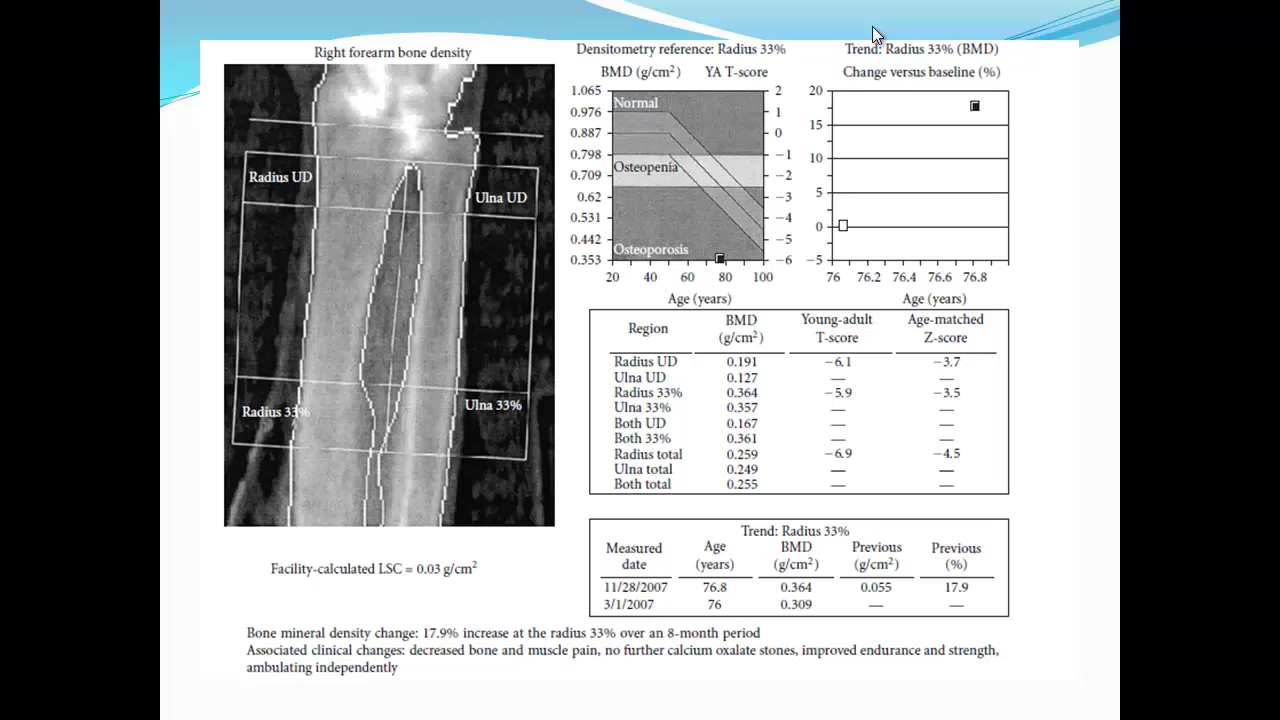 Right forearm bone density
Radius UD
Ulna UD
Radius 33%
Ulna 33%
Facility-calculated LSC = 0.03 g/cm²
Densitometry reference: Radius 33%
BMD (g/cm²) YA T-score
1.065 2
0.976 1
0.887 0
0.798 −1
0.709 −2
0.62 −3
0.531 −4
0.442 −5
0.353 −6
Normal
Osteopenia
Osteoporosis
20 40 60 80 100
Age (years)
Trend: Radius 33% (BMD)
Change versus baseline (%)
20
15
10
5
0
−5
76 76.2 76.4 76.6 76.8
Age (years)
Region BMD (g/cm²) Young-adult T-score Age-matched Z-score
Radius UD 0.191 −6.1 −3.7
Ulna UD 0.127 — —
Radius 33% 0.364 −5.9 −3.5
Ulna 33% 0.357 — —
Both UD 0.167 — —
Both 33% 0.361 — —
Radius total 0.259 −6.9 −4.5
Ulna total 0.249 — —
Both total 0.255 — —
Trend: Radius 33%
Measured date Age (years) BMD (g/cm²) Previous (g/cm²) Previous (%)
11/28/2007 76.8 0.364 0.055 17.9
3/1/2007 76 0.309 — —
Bone mineral density change: 17.9% increase at the radius 33% over an 8-month period
Associated clinical changes: decreased bone and muscle pain, no further calcium oxalate stones, improved endurance and strength,
ambulating independently